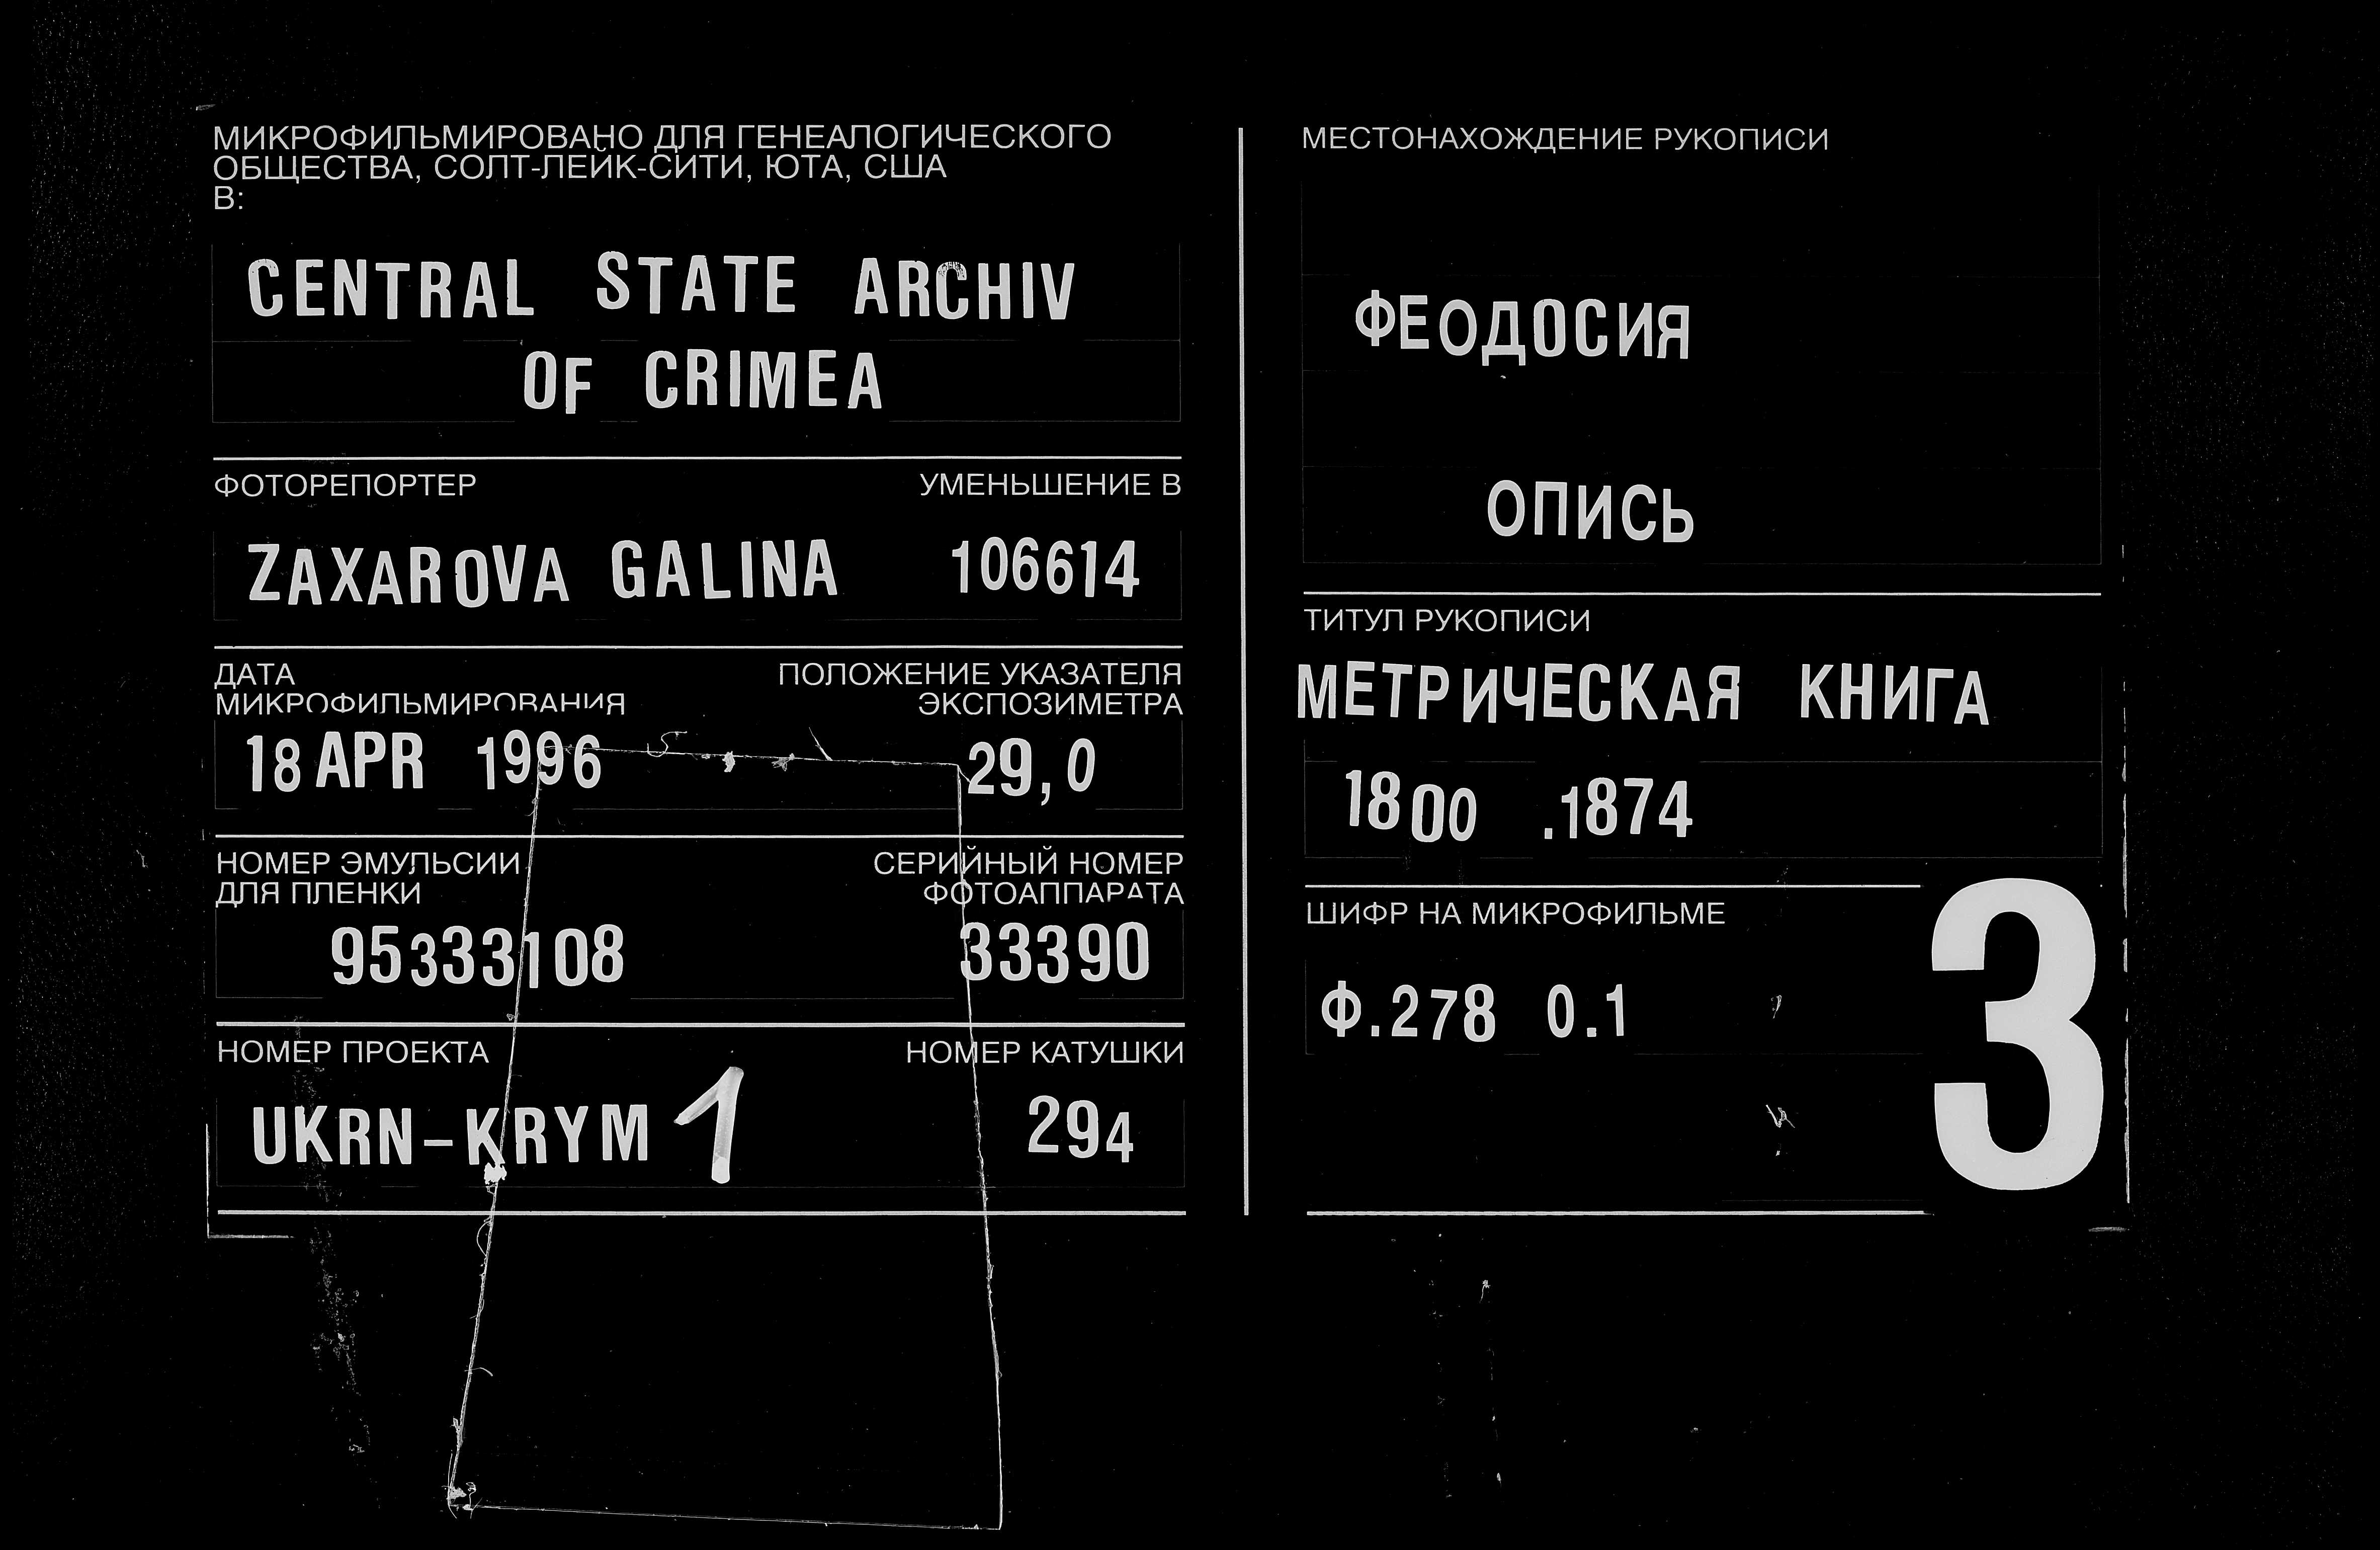 МИКРОФИЛЬМИРОВАНО ДЛЯ ГЕНЕАЛОГИЧЕСКОГО
ОБЩЕСТВА, СОЛТ-ЛЕЙК-СИТИ, ЮТА, США
В:
CENTRAL STATE ARCHIV
OF CRIMEA
ФОТОРЕПОРТЕР УМЕНЬШЕНИЕ В
ZAXAROVA GALINA 106614
ДАТА ПОЛОЖЕНИЕ УКАЗАТЕЛЯ
МИКРОФИЛЬМИРОВАНИЯ ЭКСПОЗИМЕТРА
18 APR 1996 29,0
НОМЕР ЭМУЛЬСИИ СЕРИЙНЫЙ НОМЕР
ДЛЯ ПЛЕНКИ ФОТОАППАРАТА
95333108 33390
НОМЕР ПРОЕКТА НОМЕР КАТУШКИ
UKRN-KRYM 1 294
МЕСТОНАХОЖДЕНИЕ РУКОПИСИ
ФЕОДОСИЯ
ОПИСЬ
ТИТУЛ РУКОПИСИ
МЕТРИЧЕСКАЯ КНИГА
1800 .1874
ШИФР НА МИКРОФИЛЬМЕ
Ф.278 О.1
3